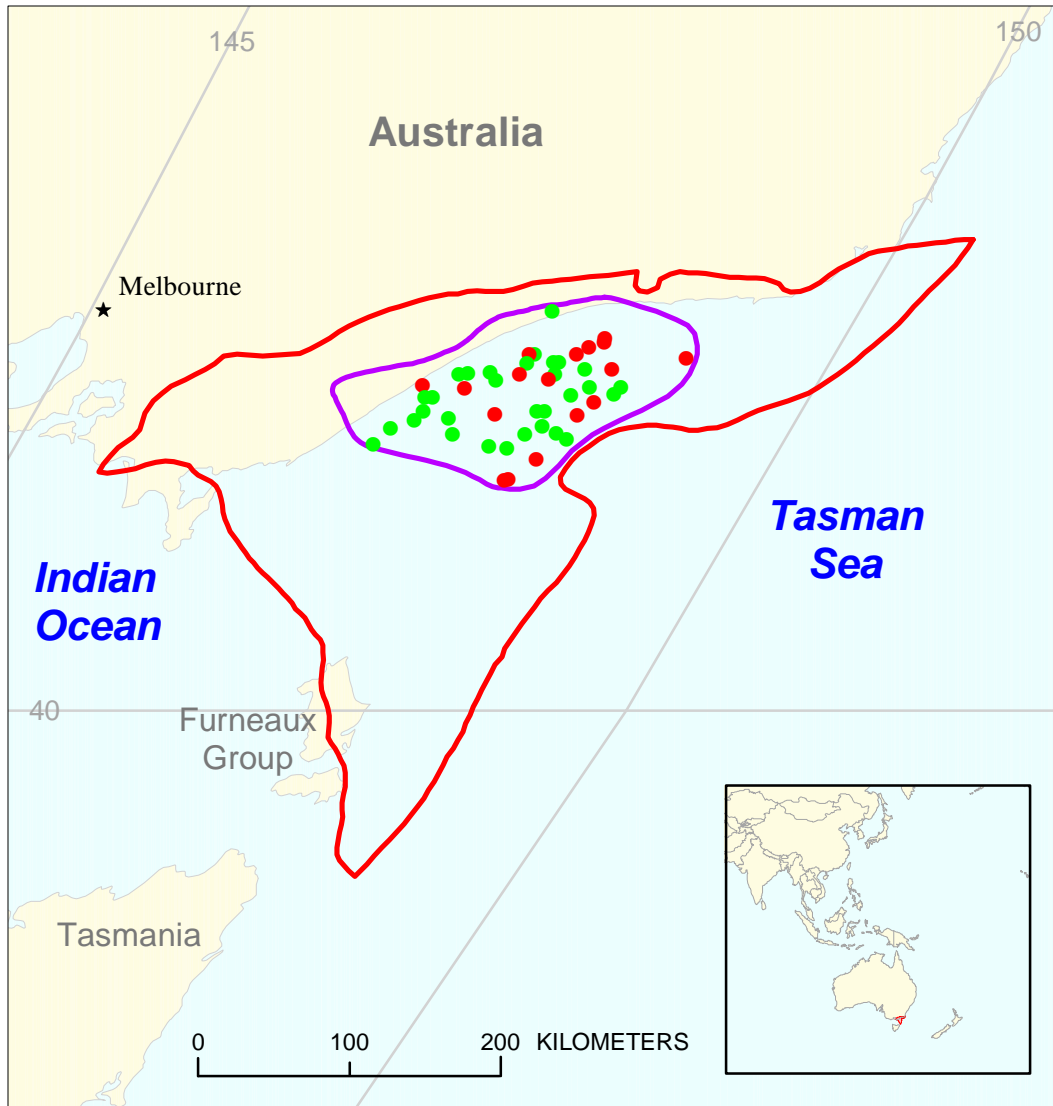 145
150
Australia
Melbourne
Tasman
Sea
Indian
Ocean
40
Furneaux
Group
Tasmania
0 100 200 KILOMETERS